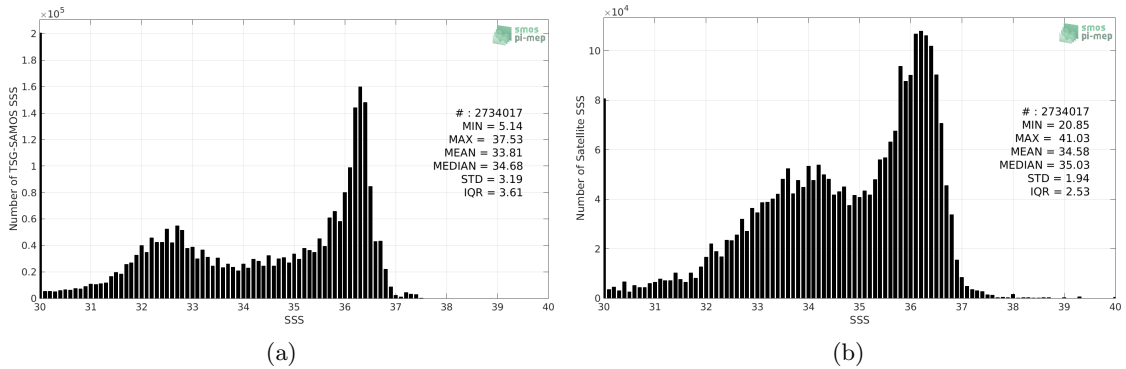 ×10⁵
2
1.8
1.6
1.4
1.2
1
0.8
0.6
0.4
0.2
0
Number of TSG-SAMOS SSS
smos
pi-mep
# : 2734017
MIN = 5.14
MAX = 37.53
MEAN = 33.81
MEDIAN = 34.68
STD = 3.19
IQR = 3.61
30 31 32 33 34 35 36 37 38 39 40
SSS
(a)
×10⁴
10
8
6
4
2
0
Number of Satellite SSS
smos
pi-mep
# : 2734017
MIN = 20.85
MAX = 41.03
MEAN = 34.58
MEDIAN = 35.03
STD = 1.94
IQR = 2.53
30 31 32 33 34 35 36 37 38 39 40
SSS
(b)